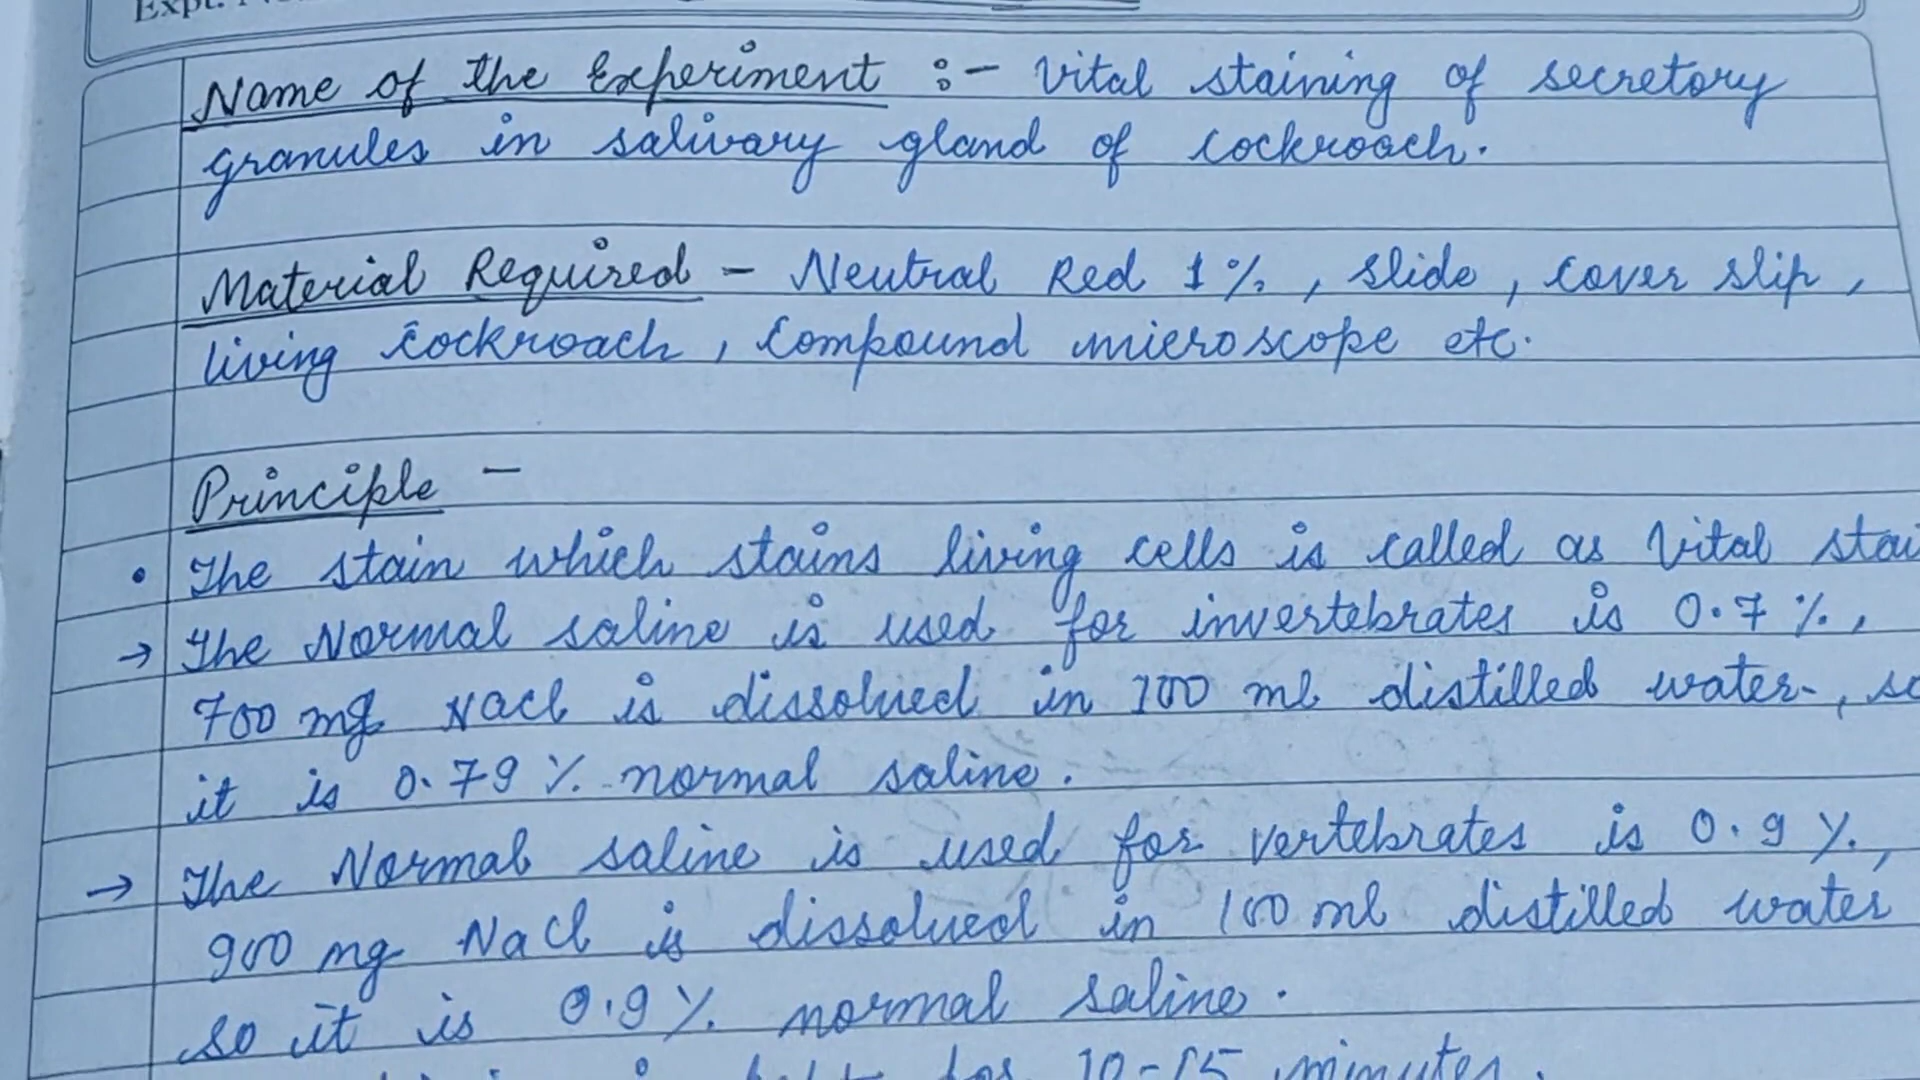 Expt.
Name of the Experiment :- Vital staining of secretory
granules in salivary gland of cockroach.
Material Required - Neutral Red 1%, slide, cover slip,
living cockroach, compound microscope etc.
Principle -
• The stain which stains living cells is called as Vital stai
→ The Normal saline is used for invertebrates is 0.7%,
700 mg NaCl is dissolved in 100 ml distilled water, so
it is 0.79% normal saline.
→ The Normal saline is used for vertebrates is 0.9%,
900 mg NaCl is dissolved in 100 ml distilled water
so it is 0.9% normal saline.
for 10-15 minutes.